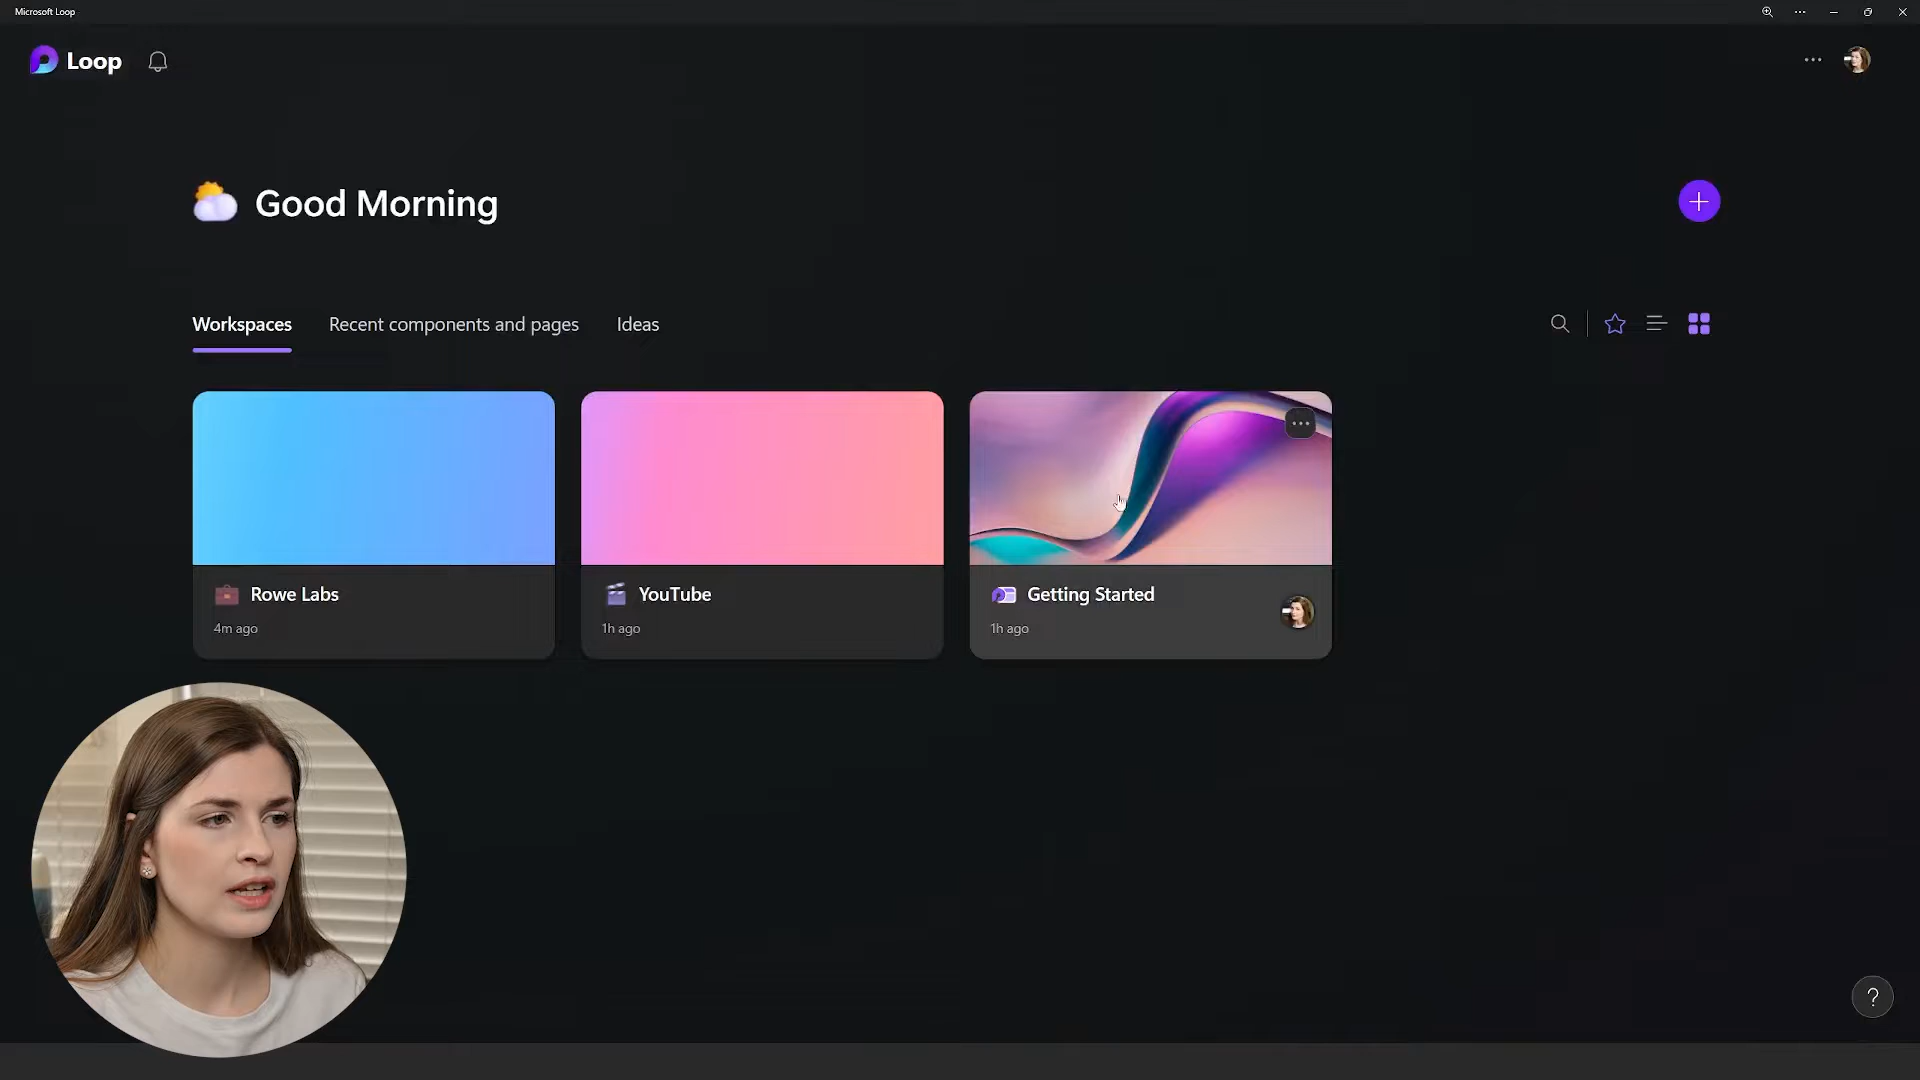 Microsoft Loop
Loop
Good Morning
Workspaces
Recent components and pages
Ideas
Rowe Labs
4m ago
YouTube
1h ago
Getting Started
1h ago
?